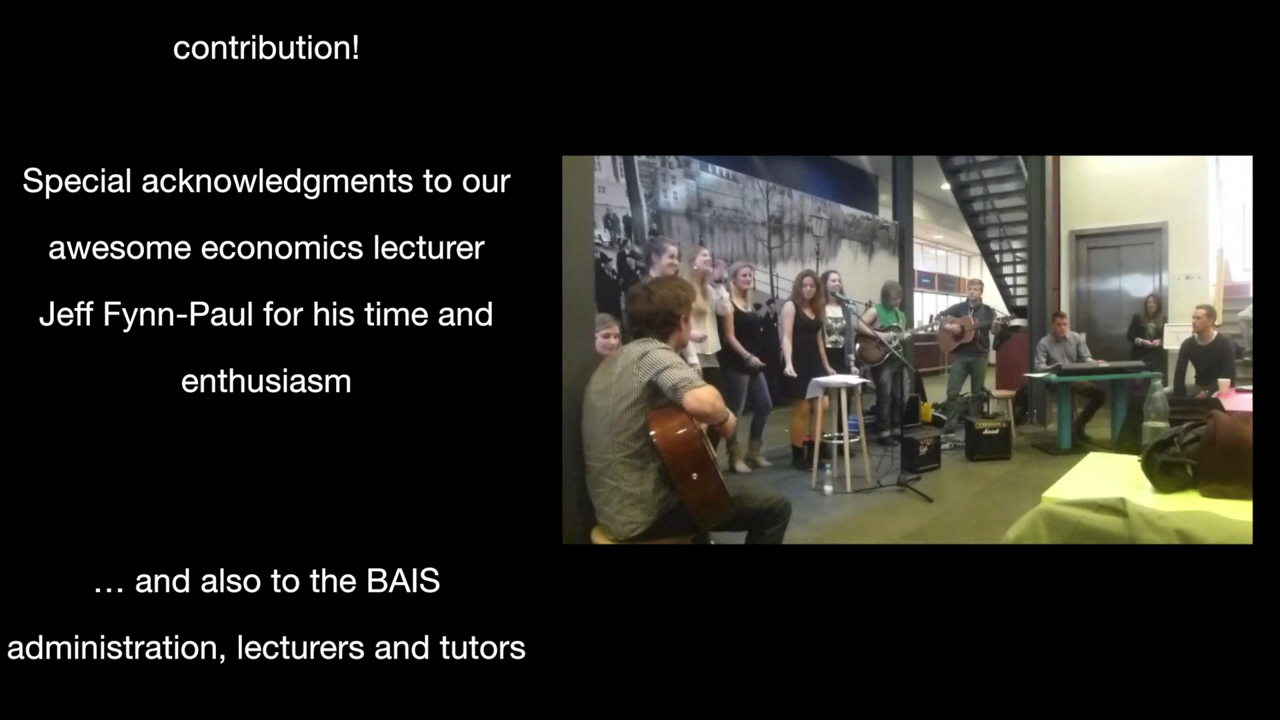 contribution!
Special acknowledgments to our
awesome economics lecturer
Jeff Fynn-Paul for his time and
enthusiasm
… and also to the BAIS
administration, lecturers and tutors
Marshall